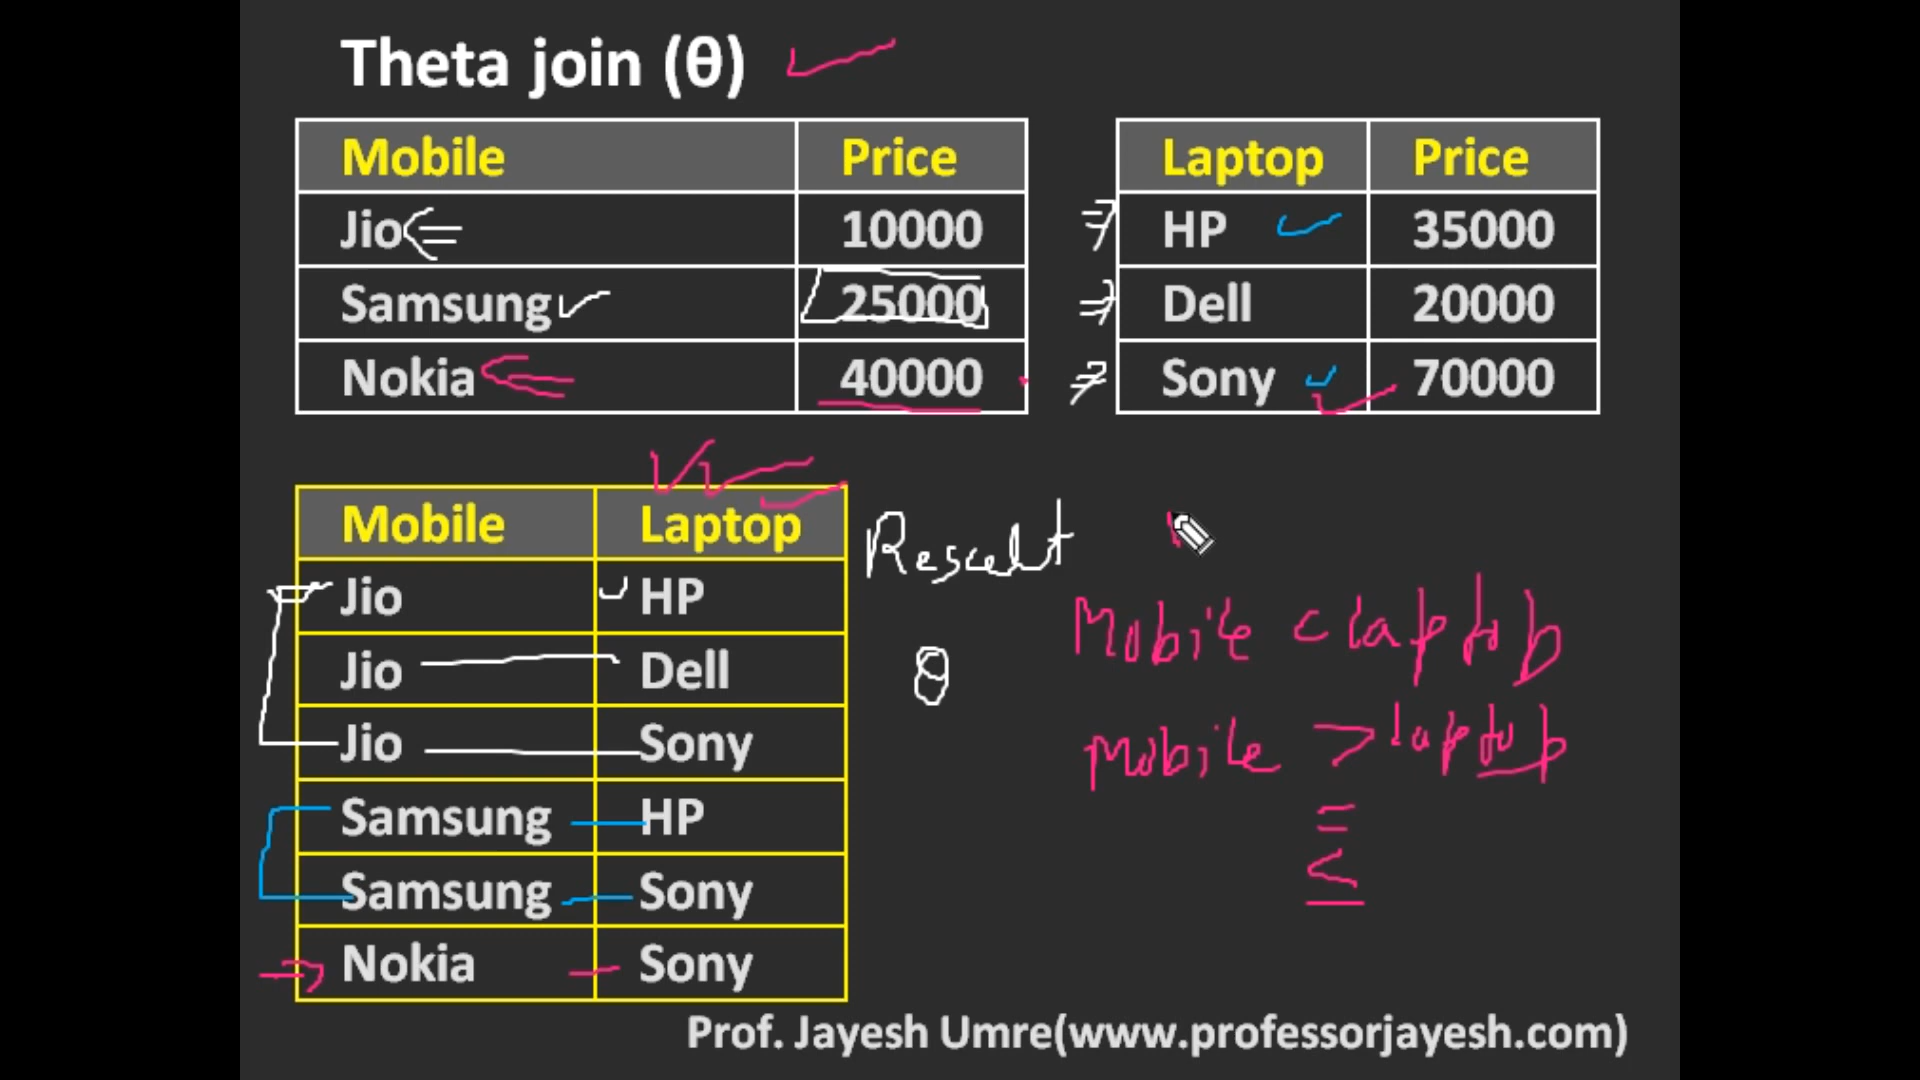 Theta join (θ)
Mobile Price
Jio 10000
Samsung 25000
Nokia 40000
Laptop Price
HP 35000
Dell 20000
Sony 70000
Mobile Laptop
Jio HP
Jio Dell
Jio Sony
Samsung HP
Samsung Sony
Nokia Sony
Result
θ
Mobile < laptop
Mobile > laptop
=
≤
Prof. Jayesh Umre(www.professorjayesh.com)